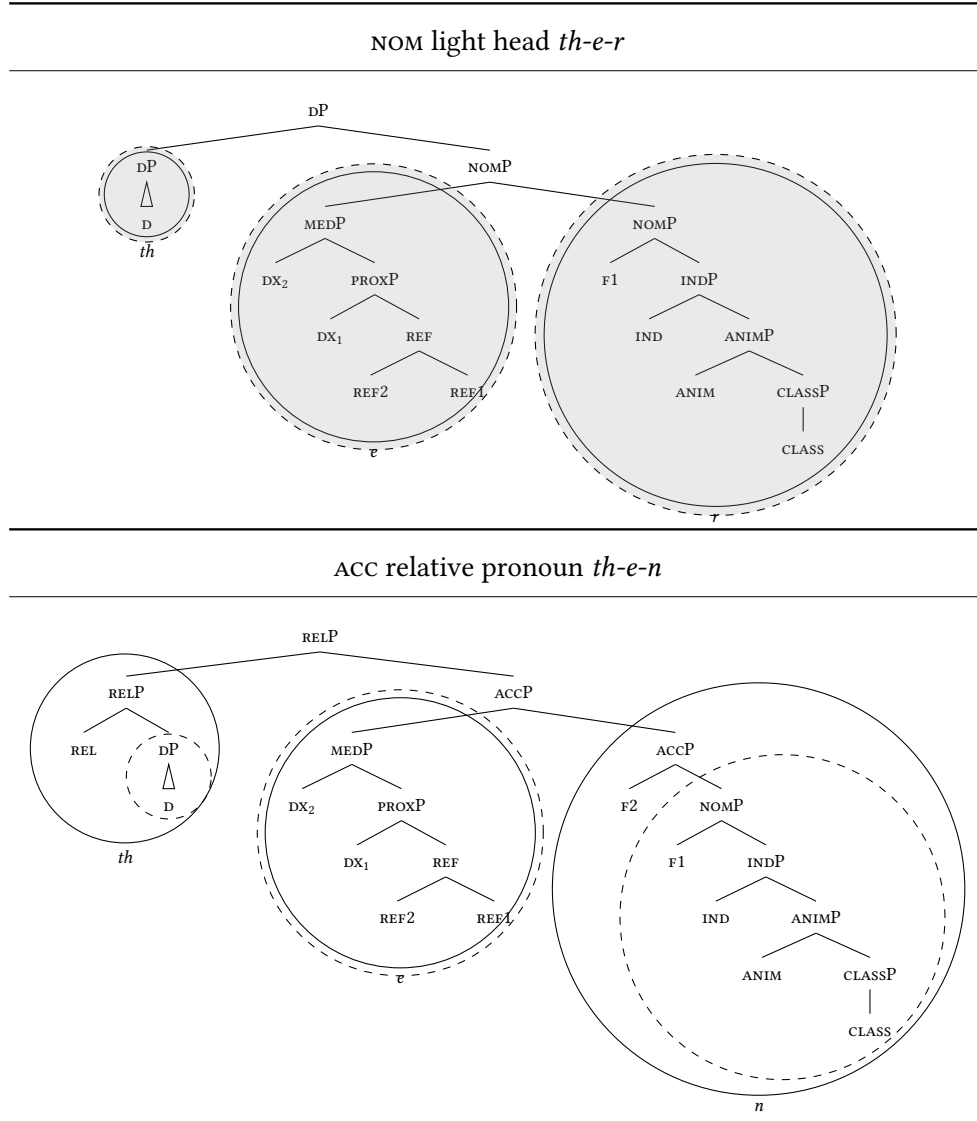 NOM light head th-e-r
DP
DP NOMP
D MEDP NOMP
th
DX₂ PROXP F1 INDP
DX₁ REF IND ANIMP
REF2 REF1 ANIM CLASSP
e CLASS
r
ACC relative pronoun th-e-n
RELP
RELP ACCP
REL DP MEDP ACCP
D DX₂ PROXP F2 NOMP
th DX₁ REF F1 INDP
REF2 REF1 IND ANIMP
e ANIM CLASSP
CLASS
n